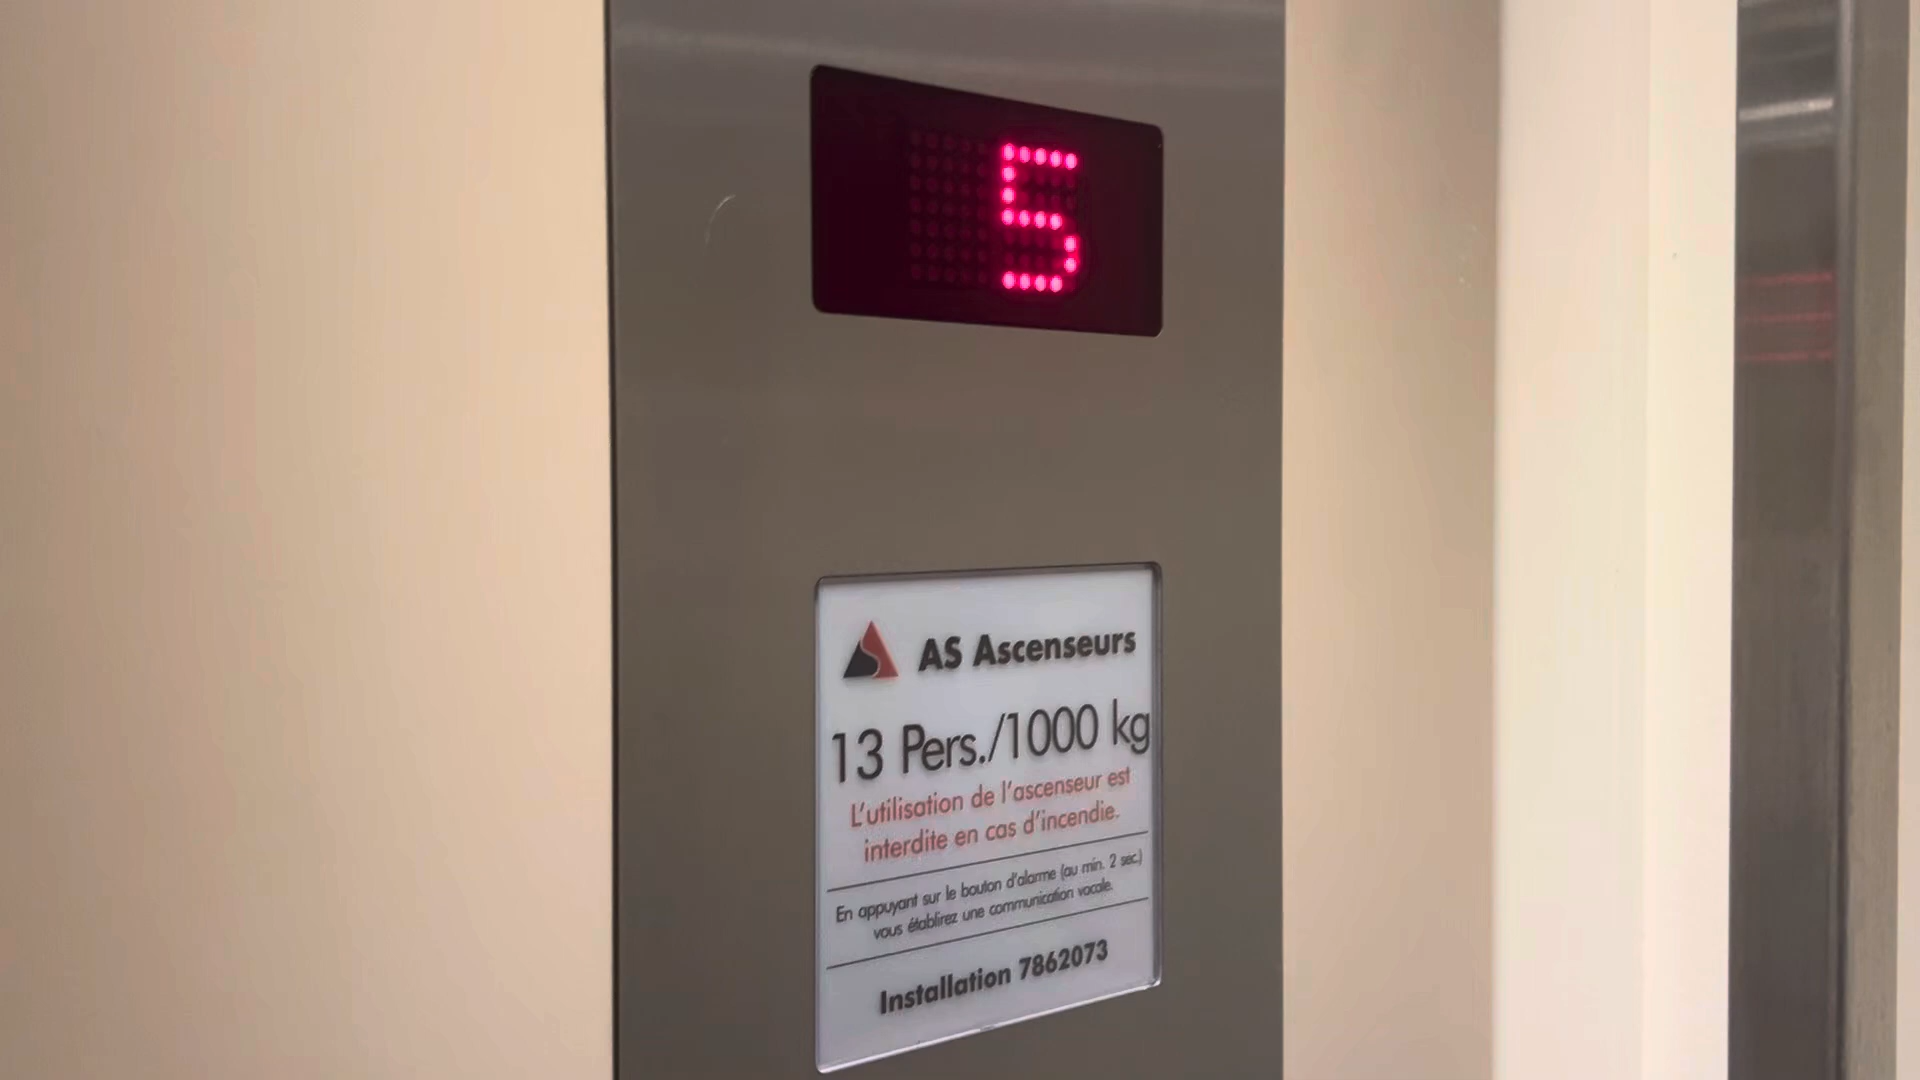 5
AS Ascenseurs
13 Pers./1000 kg
L'utilisation de l'ascenseur est
interdite en cas d'incendie.
En appuyant sur le bouton d'alarme (au min. 2 sec.)
vous établirez une communication vocale.
Installation 7862073